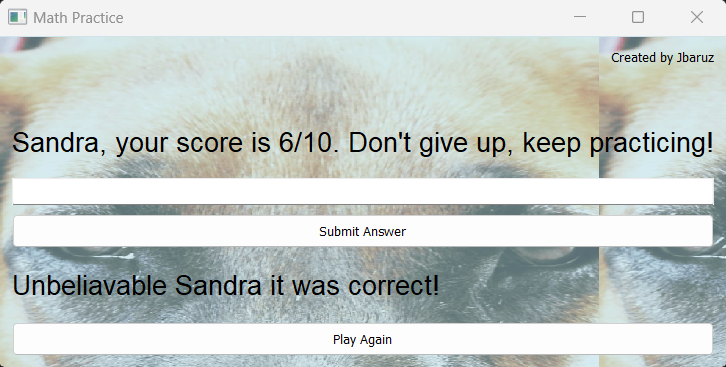 Math Practice
Created by Jbaruz
Sandra, your score is 6/10. Don't give up, keep practicing!
Submit Answer
Unbeliavable Sandra it was correct!
Play Again